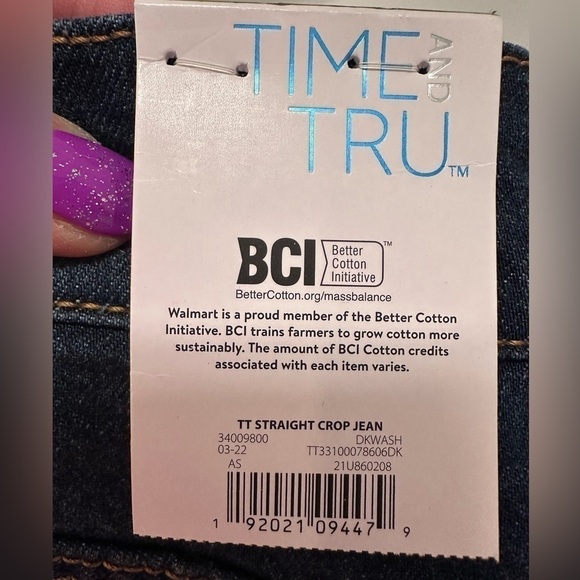 TIME AND
TRU™
BCI Better Cotton Initiative™
BetterCotton.org/massbalance
Walmart is a proud member of the Better Cotton
Initiative. BCI trains farmers to grow cotton more
sustainably. The amount of BCI Cotton credits
associated with each item varies.
TT STRAIGHT CROP JEAN
34009800 DKWASH
03-22 TT33100078606DK
AS 21U860208
1 92021 09447 9